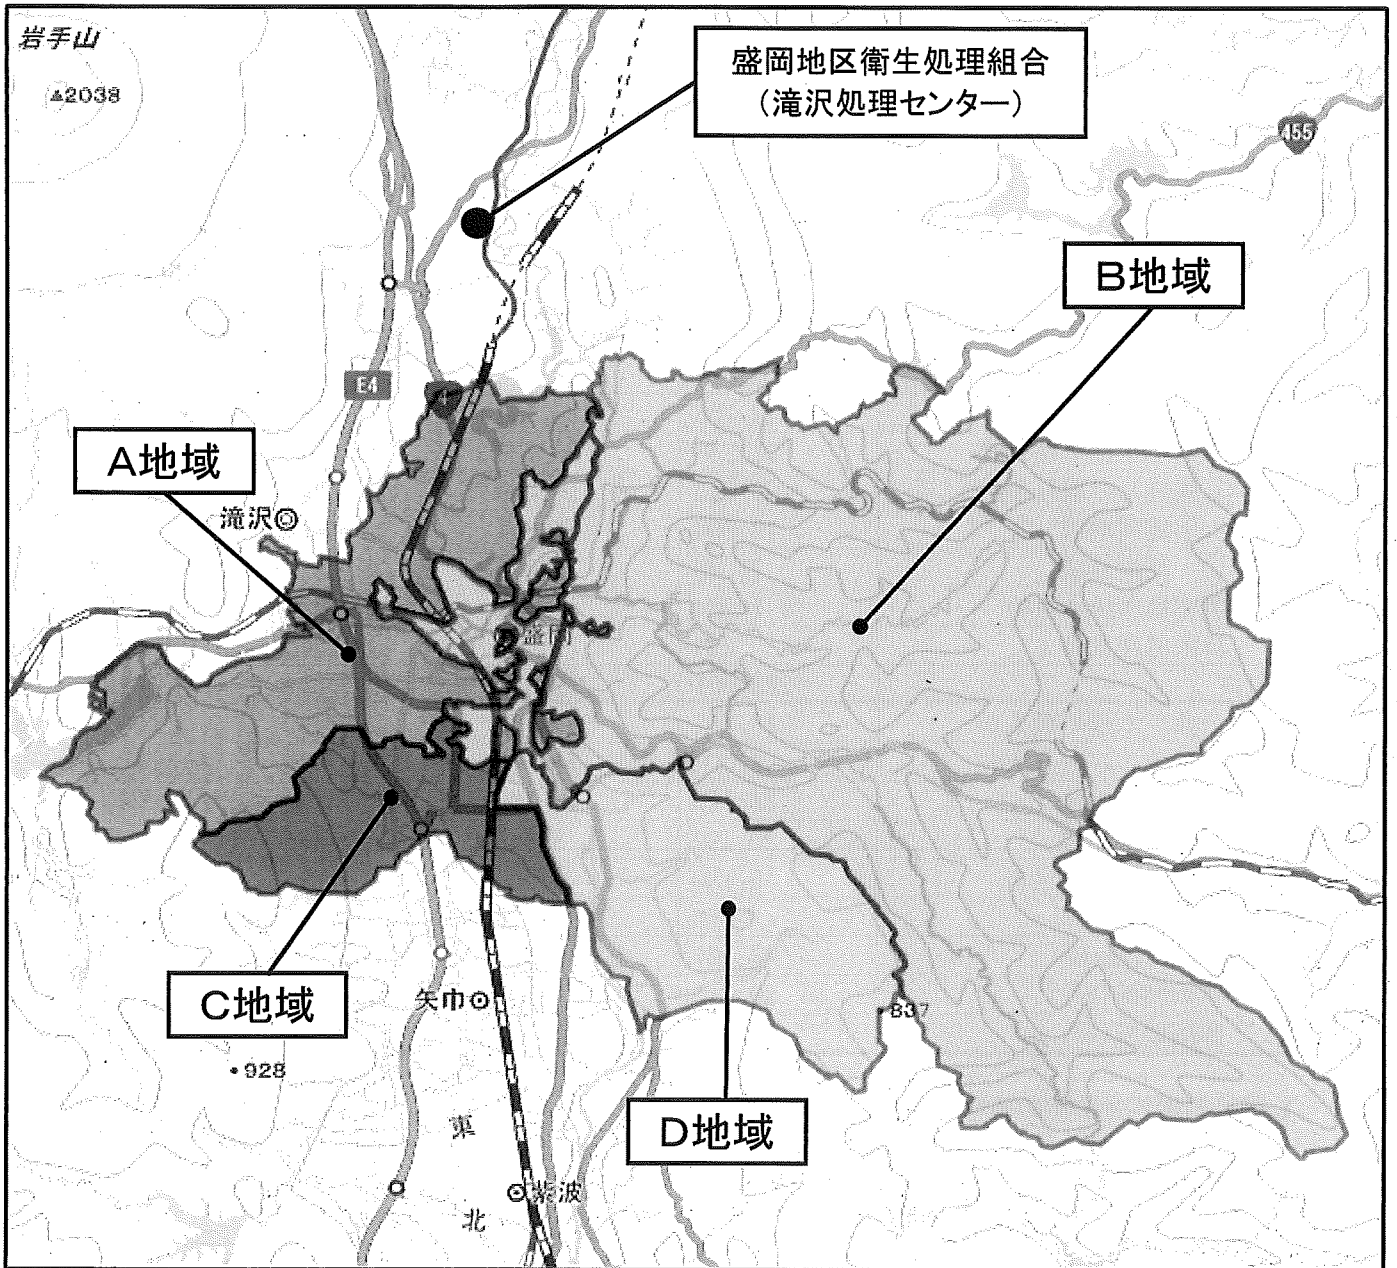 岩手山
▲2038
盛岡地区衛生処理組合
（滝沢処理センター）
455
B地域
E4
4
A地域
滝沢
盛岡
C地域
矢巾
837
928
D地域
東
北
紫波